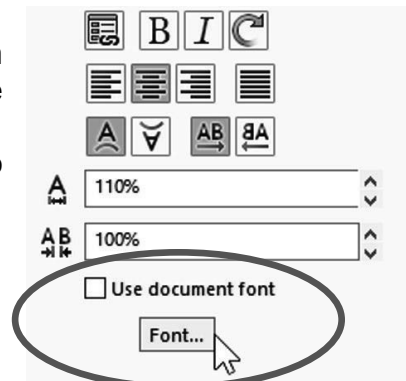 B I
A A AB AB
A 110%
A B 100%
Use document font
Font...